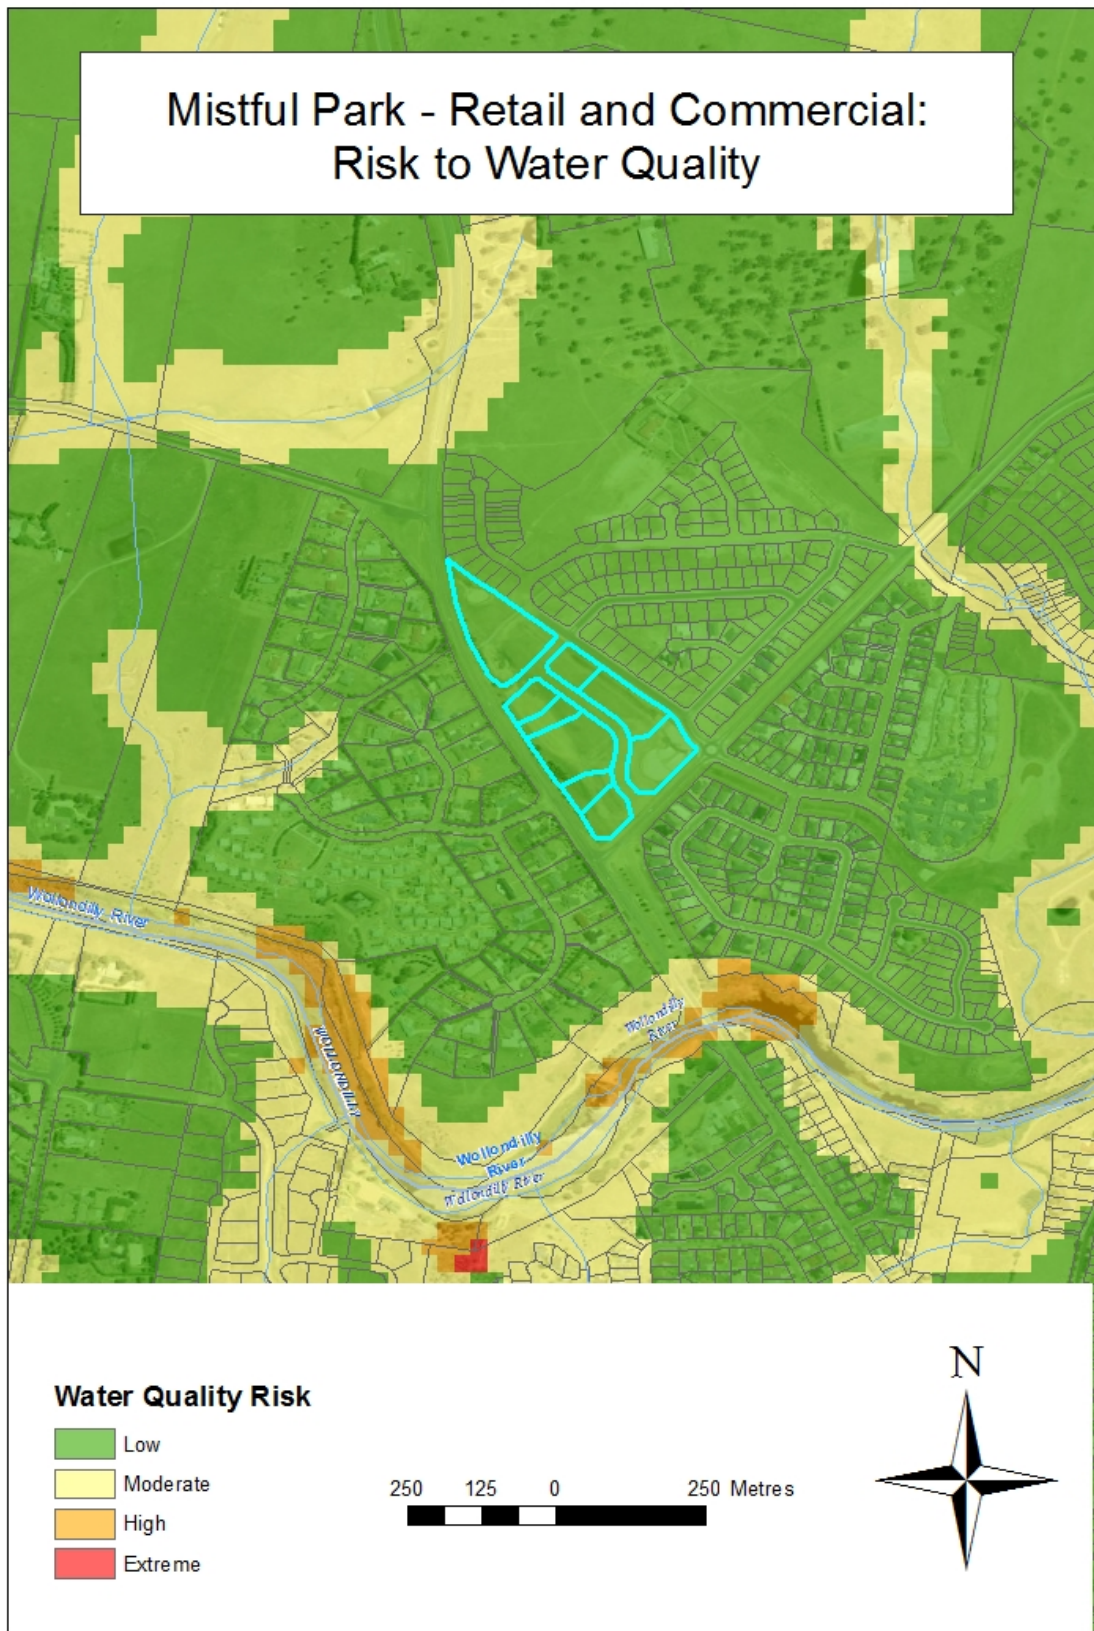 Mistful Park - Retail and Commercial:
Risk to Water Quality
Wollondilly River
Wollondilly
River
WOLLONDILLY
Wollondilly
River
Wollondilly River
N
Water Quality Risk
Low
Moderate
High
Extreme
250 125 0 250 Metres